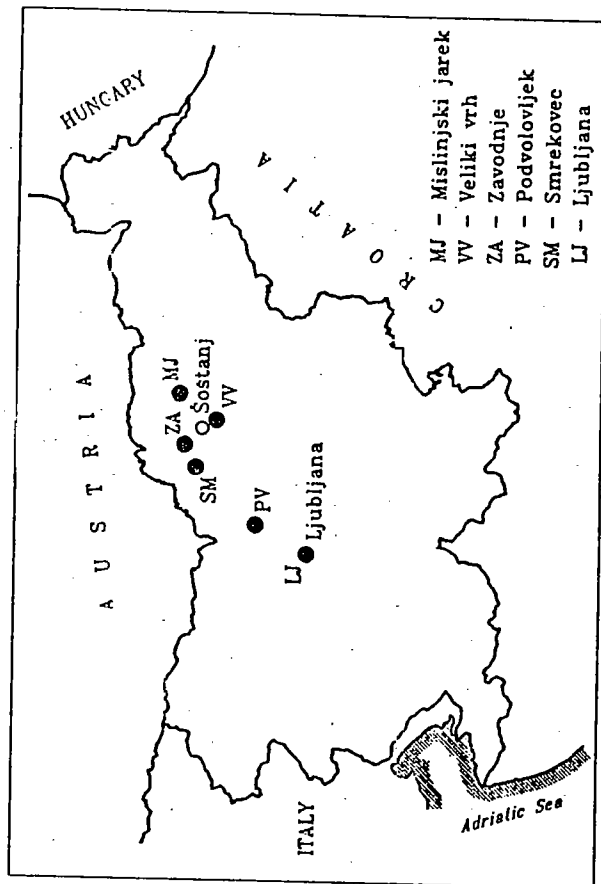 AUSTRIA
HUNGARY
ZA
MJ
Šoštanj
SM
VV
PV
LJ
Ljubljana
CROATIA
ITALY
Adriatic Sea
MJ – Mislinjski jarek
VV – Veliki vrh
ZA – Zavodnje
PV – Podvolovljek
SM – Smrekovec
LJ – Ljubljana